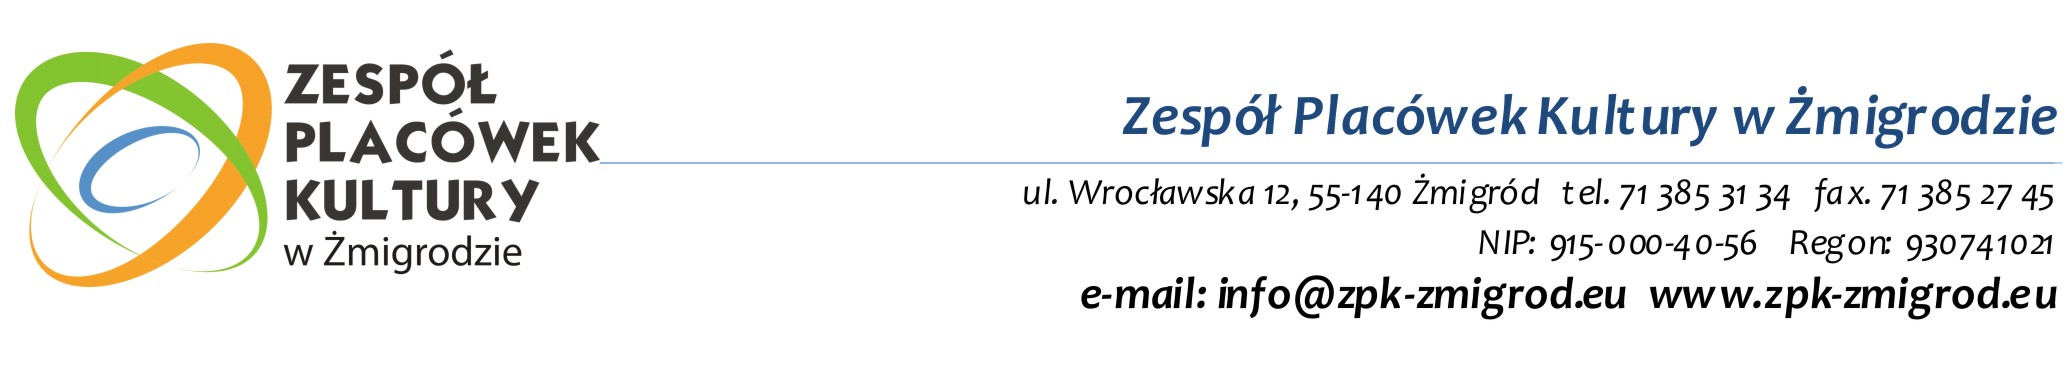 ZESPÓŁ
PLACÓWEK
KULTURY
w Żmigrodzie
Zespół Placówek Kultury w Żmigrodzie
ul. Wrocławska 12, 55-140 Żmigród tel. 71 385 31 34 fax. 71 385 27 45
NIP: 915-000-40-56 Regon: 930741021
e-mail: info@zpk-zmigrod.eu www.zpk-zmigrod.eu